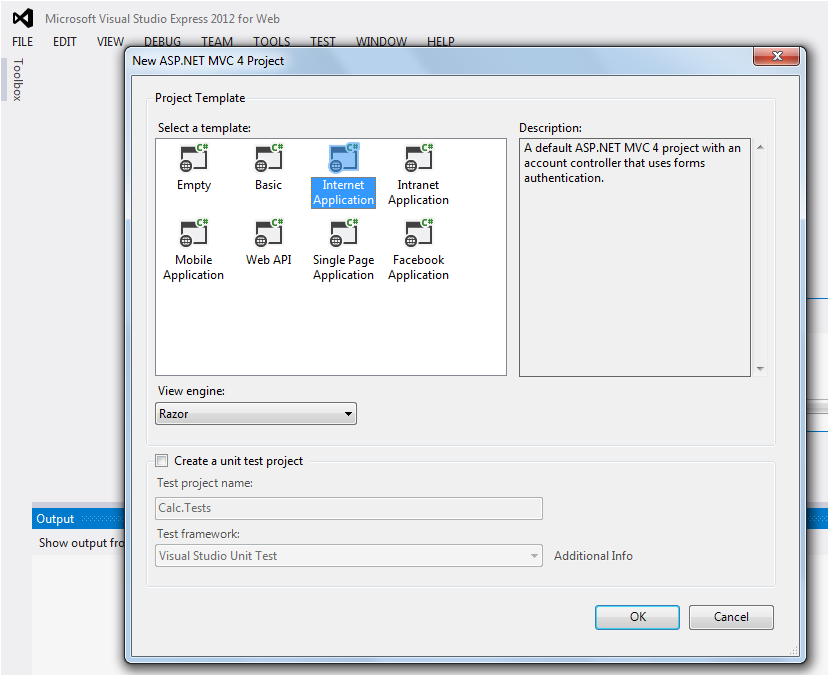 Microsoft Visual Studio Express 2012 for Web
FILE EDIT VIEW DEBUG TEAM TOOLS TEST WINDOW HELP
Toolbox
New ASP.NET MVC 4 Project
Project Template
Select a template:
C# C# C# C#
Empty Basic Internet Application Intranet Application
C# C# C# C#
Mobile Application Web API Single Page Application Facebook Application
Description:
A default ASP.NET MVC 4 project with an
account controller that uses forms
authentication.
View engine:
Razor
Create a unit test project
Test project name:
Calc.Tests
Test framework:
Visual Studio Unit Test
Additional Info
OK Cancel
Output
Show output fro